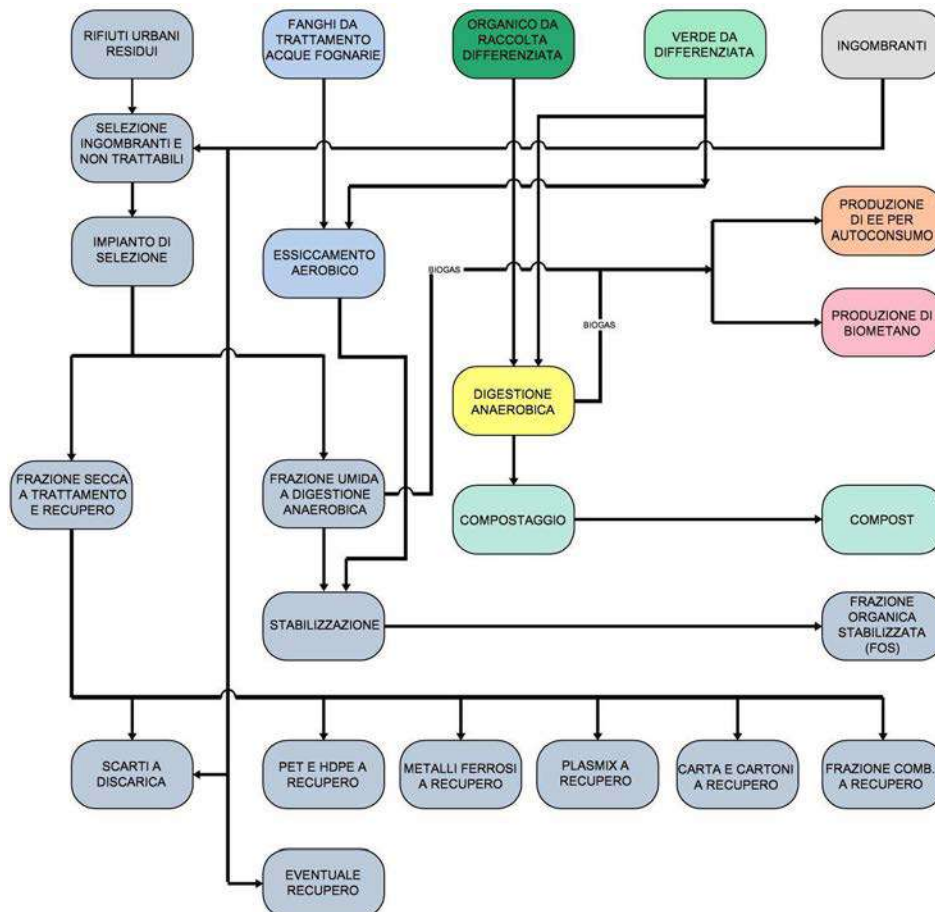 RIFIUTI URBANI
RESIDUI
FANGHI DA
TRATTAMENTO
ACQUE FOGNARIE
ORGANICO DA
RACCOLTA
DIFFERENZIATA
VERDE DA
DIFFERENZIATA
INGOMBRANTI
SELEZIONE
INGOMBRANTI E
NON TRATTABILI
IMPIANTO DI
SELEZIONE
ESSICCAMENTO
AEROBICO
PRODUZIONE
DI EE PER
AUTOCONSUMO
BIOGAS
BIOGAS
PRODUZIONE DI
BIOMETANO
DIGESTIONE
ANAEROBICA
FRAZIONE SECCA
A TRATTAMENTO
E RECUPERO
FRAZIONE UMIDA
A DIGESTIONE
ANAEROBICA
COMPOSTAGGIO
COMPOST
STABILIZZAZIONE
FRAZIONE
ORGANICA
STABILIZZATA
(FOS)
SCARTI A
DISCARICA
PET E HDPE A
RECUPERO
METALLI FERROSI
A RECUPERO
PLASMIX A
RECUPERO
CARTA E CARTONI
A RECUPERO
FRAZIONE COMB.
A RECUPERO
EVENTUALE
RECUPERO